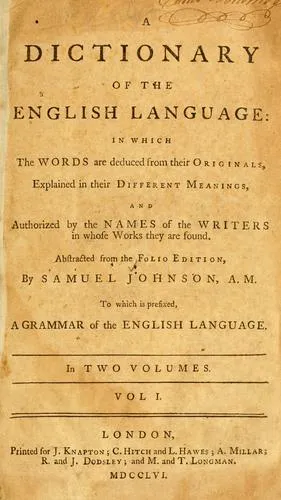 A
DICTIONARY
OF THE
ENGLISH LANGUAGE:
IN WHICH
The WORDS are deduced from their ORIGINALS,
Explained in their DIFFERENT MEANINGS,
AND
Authorized by the NAMES of the WRITERS
in whose Works they are found.
Abſtracted from the FOLIO EDITION,
By SAMUEL JOHNSON, A.M.
To which is prefixed,
A GRAMMAR of the ENGLISH LANGUAGE.
In TWO VOLUMES.
VOL I.
LONDON,
Printed for J. KNAPTON; C. HITCH and L. HAWES; A. MILLAR;
R. and J. DODSLEY; and M. and T. LONGMAN.
MDCCLVI.